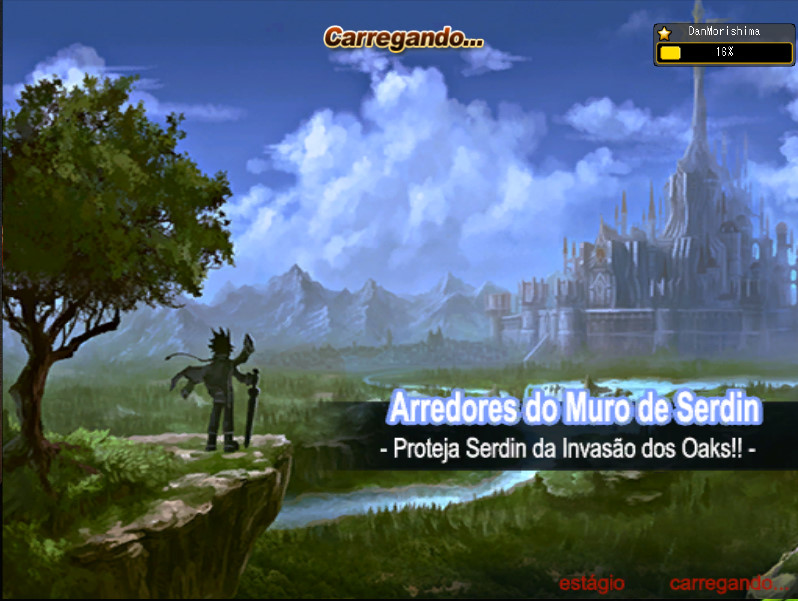 Carregando...
DanMorishima
16%
Arredores do Muro de Serdin
- Proteja Serdin da Invasão dos Oaks!! -
estágio carregando...